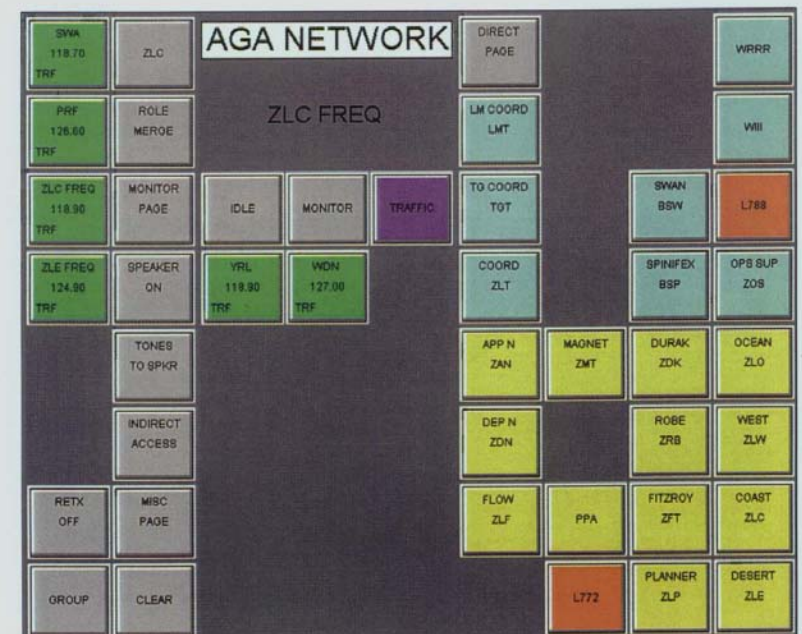 SWA
118.70
TRF
ZLC
AGA NETWORK
DIRECT
PAGE
WRRR
PRF
126.60
TRF
ROLE
MERGE
ZLC FREQ
LM COORD
LMT
WIII
ZLC FREQ
118.90
TRF
MONITOR
PAGE
IDLE
MONITOR
TRAFFIC
TG COORD
TGT
SWAN
BSW
L788
ZLE FREQ
124.90
TRF
SPEAKER
ON
YRL
119.90
TRF
WDN
127.00
TRF
COORD
ZLT
SPINIFEX
BSP
OPS SUP
ZOS
TONES
TO SPKR
APP N
ZAN
MAGNET
ZMT
DURAK
ZDK
OCEAN
ZLO
INDIRECT
ACCESS
DEP N
ZDN
ROBE
ZRB
WEST
ZLW
RETX
OFF
MISC
PAGE
FLOW
ZLF
PPA
FITZROY
ZFT
COAST
ZLC
GROUP
CLEAR
L772
PLANNER
ZLP
DESERT
ZLE